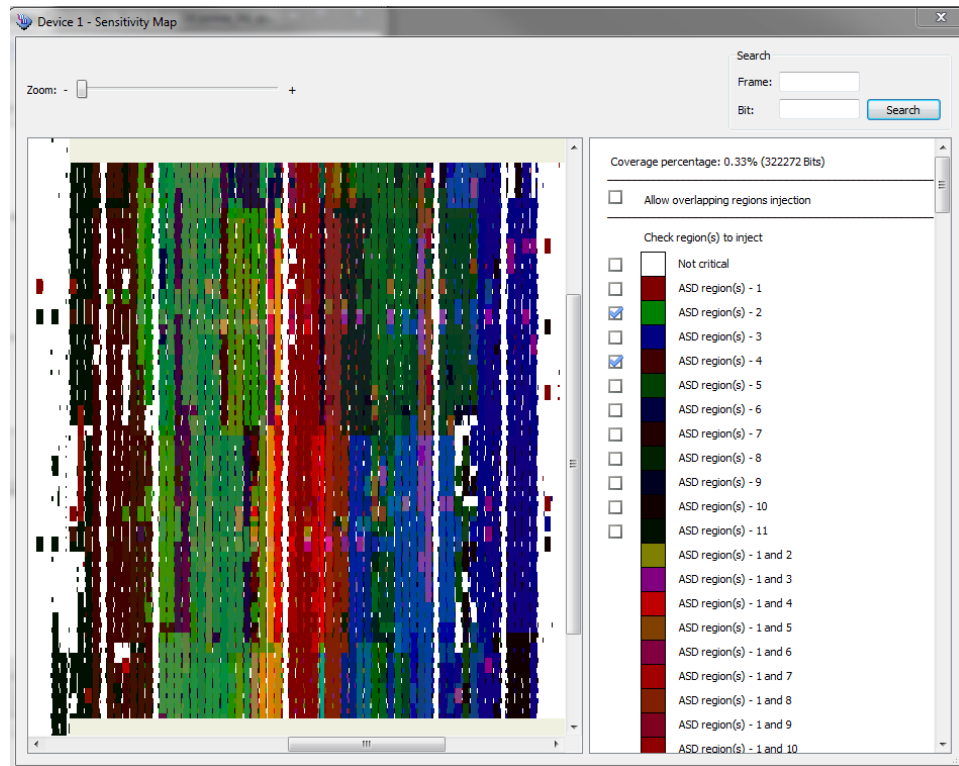 Device 1 - Sensitivity Map
Search
Zoom: - +
Frame:
Bit: Search
Coverage percentage: 0.33% (322272 Bits)
Allow overlapping regions injection
Check region(s) to inject
Not critical
ASD region(s) - 1
ASD region(s) - 2
ASD region(s) - 3
ASD region(s) - 4
ASD region(s) - 5
ASD region(s) - 6
ASD region(s) - 7
ASD region(s) - 8
ASD region(s) - 9
ASD region(s) - 10
ASD region(s) - 11
ASD region(s) - 1 and 2
ASD region(s) - 1 and 3
ASD region(s) - 1 and 4
ASD region(s) - 1 and 5
ASD region(s) - 1 and 6
ASD region(s) - 1 and 7
ASD region(s) - 1 and 8
ASD region(s) - 1 and 9
ASD region(s) - 1 and 10